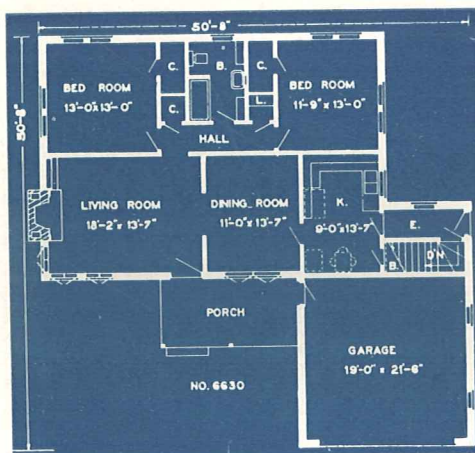 50'-8"
50'-8"
BED ROOM
13'-0"x13'-0"
C.
B.
C.
BED ROOM
11'-9" x 13'-0"
C.
L.
HALL
LIVING ROOM
18'-2" x 13'-7"
DINING ROOM
11'-0" x 13'-7"
K.
9'-0"x13'-7"
E.
B.
DN
PORCH
GARAGE
19'-0" x 21'-6"
NO. 6630